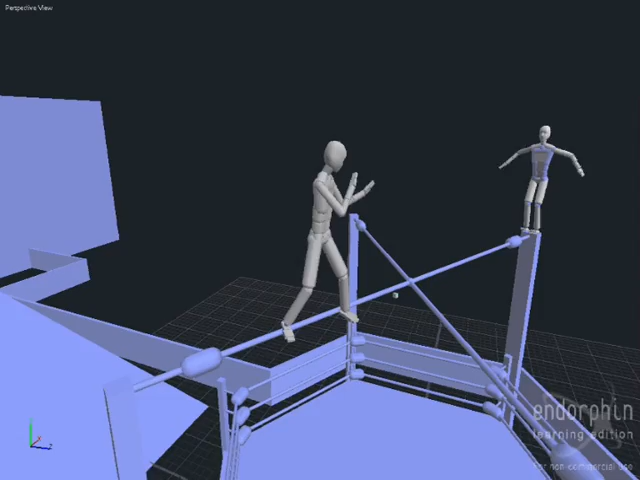 Perspective View
endorphin
learning edition
For non-commercial use